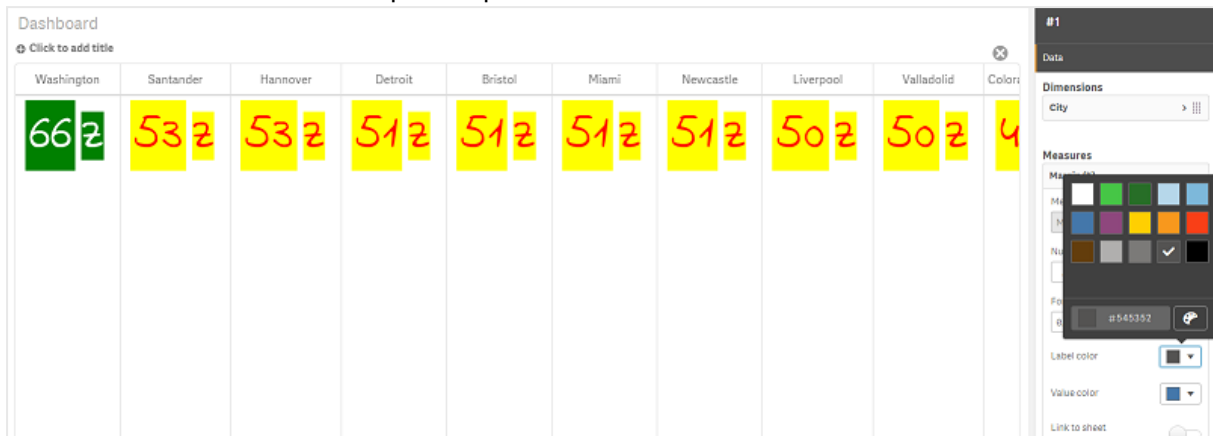 Dashboard
Click to add title
Washington Santander Hannover Detroit Bristol Miami Newcastle Liverpool Valladolid
66 z 53 z 53 z 51 z 51 z 51 z 51 z 50 z 50 z
#1
Data
Dimensions
City
Measures
#545352
Label color
Value color
Link to sheet